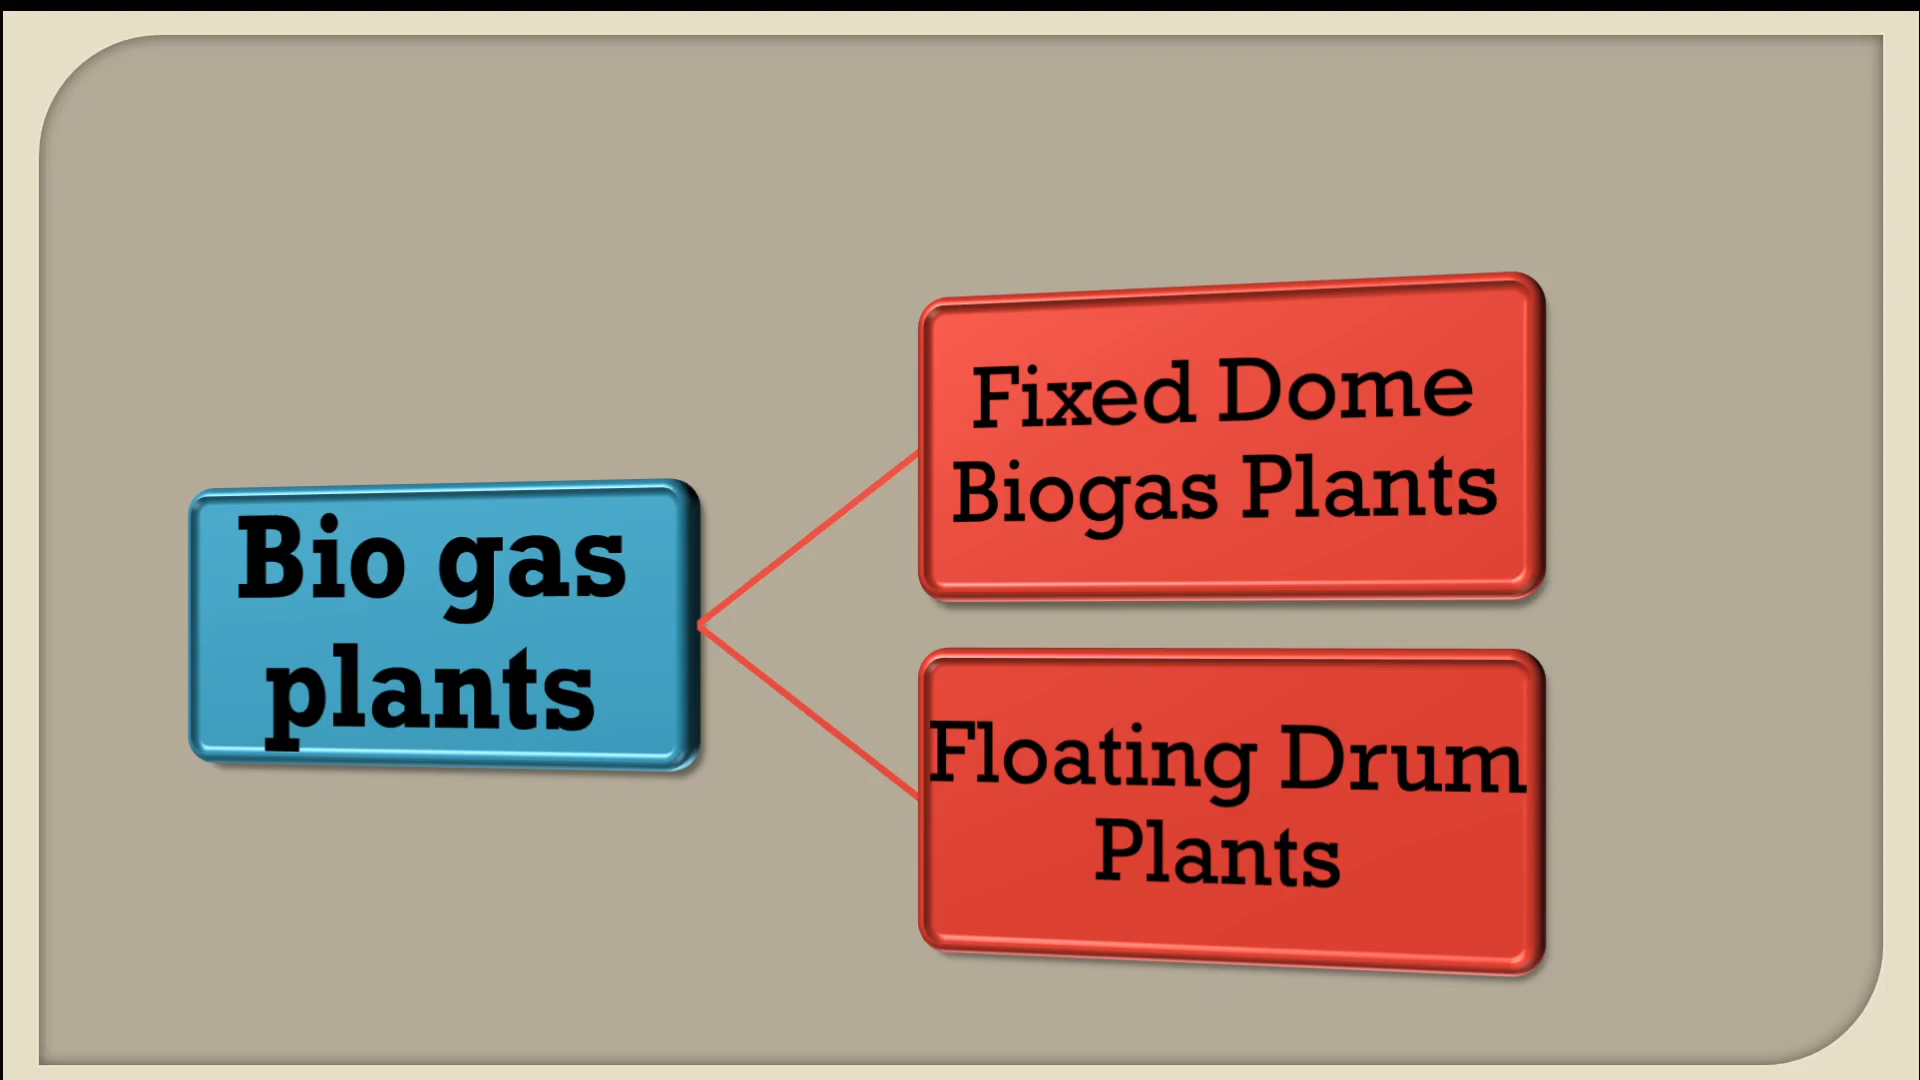 Bio gas
plants
Fixed Dome
Biogas Plants
Floating Drum
Plants